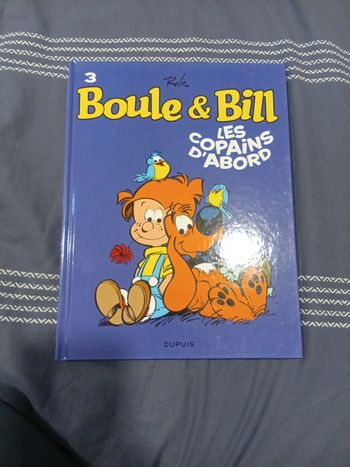 3
Roba
Boule & Bill
LES
COPAINS
D'ABORD
DUPUIS